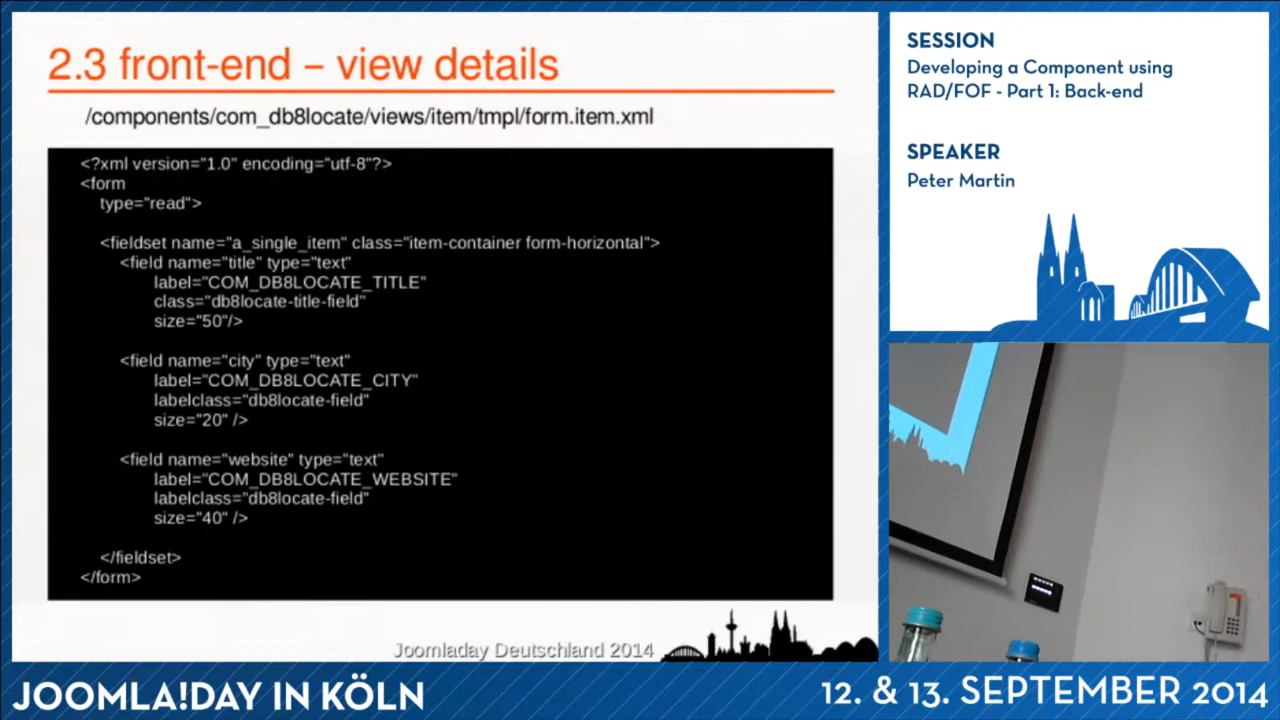 2.3 front-end – view details
/components/com_db8locate/views/item/tmpl/form.item.xml
<?xml version="1.0" encoding="utf-8"?>
<form
type="read">
<fieldset name="a_single_item" class="item-container form-horizontal">
<field name="title" type="text"
label="COM_DB8LOCATE_TITLE"
class="db8locate-title-field"
size="50"/>
<field name="city" type="text"
label="COM_DB8LOCATE_CITY"
labelclass="db8locate-field"
size="20" />
<field name="website" type="text"
label="COM_DB8LOCATE_WEBSITE"
labelclass="db8locate-field"
size="40" />
</fieldset>
</form>
Joomladay Deutschland 2014
SESSION
Developing a Component using
RAD/FOF - Part 1: Back-end
SPEAKER
Peter Martin
JOOMLA!DAY IN KÖLN
12. & 13. SEPTEMBER 2014